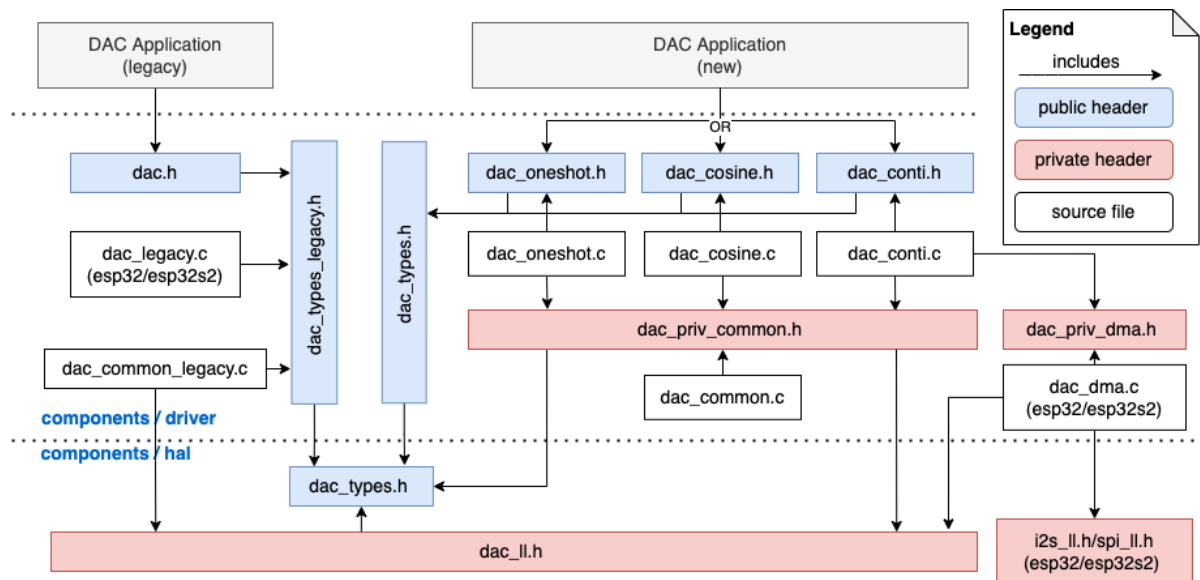 DAC Application
(legacy)
DAC Application
(new)
Legend
includes
public header
private header
source file
OR
dac.h
dac_types_legacy.h
dac_types.h
dac_oneshot.h
dac_cosine.h
dac_conti.h
dac_legacy.c
(esp32/esp32s2)
dac_oneshot.c
dac_cosine.c
dac_conti.c
dac_priv_common.h
dac_priv_dma.h
dac_common_legacy.c
dac_common.c
dac_dma.c
(esp32/esp32s2)
components / driver
components / hal
dac_types.h
dac_ll.h
i2s_ll.h/spi_ll.h
(esp32/esp32s2)